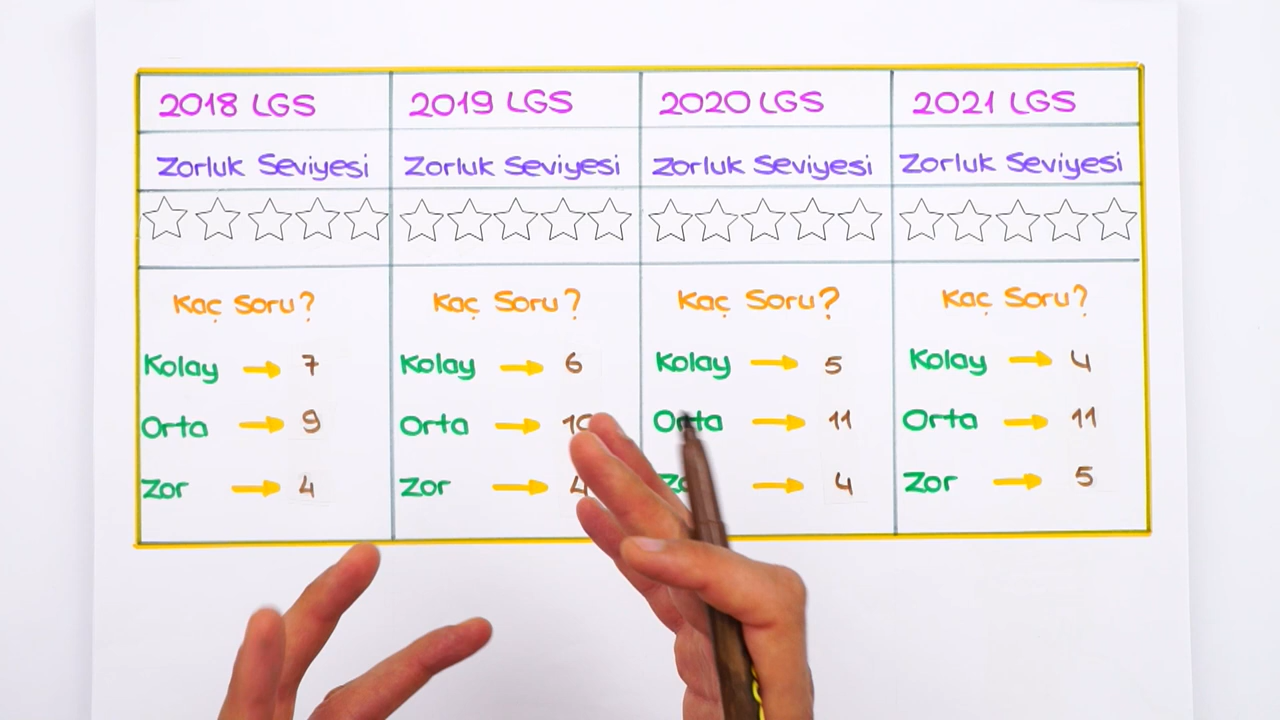 2018 LGS
Zorluk Seviyesi
Kaç Soru?
Kolay → 7
Orta → 9
Zor → 4
2019 LGS
Zorluk Seviyesi
Kaç Soru?
Kolay → 6
Orta → 10
Zor → 4
2020 LGS
Zorluk Seviyesi
Kaç Soru?
Kolay → 5
Orta → 11
→ 4
2021 LGS
Zorluk Seviyesi
Kaç Soru?
Kolay → 4
Orta → 11
Zor → 5